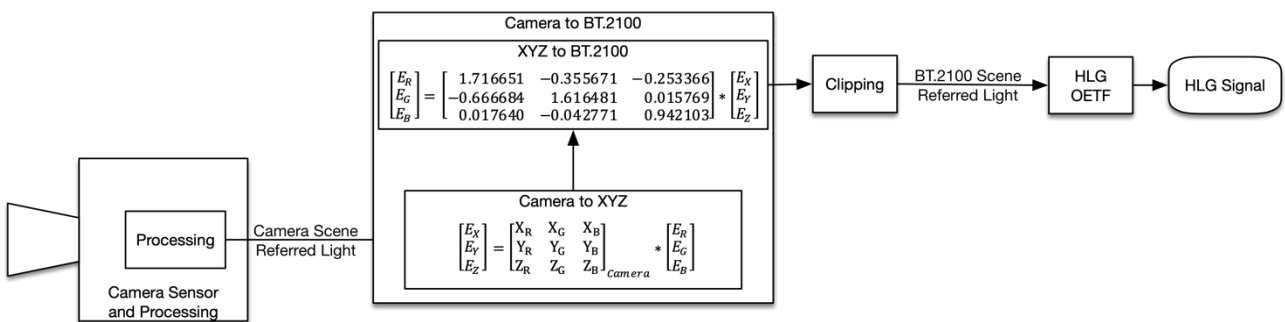 Camera to BT.2100
XYZ to BT.2100
[E_R E_G E_B] = [1.716651 −0.355671 −0.253366
−0.666684 1.616481 0.015769
0.017640 −0.042771 0.942103] * [E_X E_Y E_Z]
Clipping
BT.2100 Scene
Referred Light
HLG
OETF
HLG Signal
Camera to XYZ
[E_X E_Y E_Z] = [X_R X_G X_B
Y_R Y_G Y_B
Z_R Z_G Z_B]_Camera * [E_R E_G E_B]
Processing
Camera Scene
Referred Light
Camera Sensor
and Processing